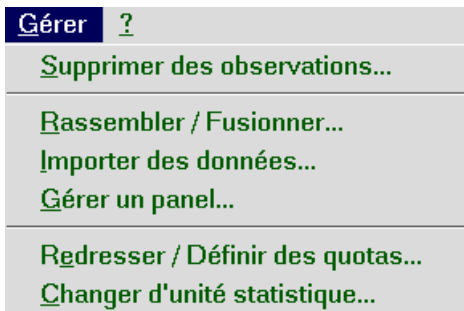 Gérer ?
Supprimer des observations...
Rassembler / Fusionner...
Importer des données...
Gérer un panel...
Redresser / Définir des quotas...
Changer d'unité statistique...